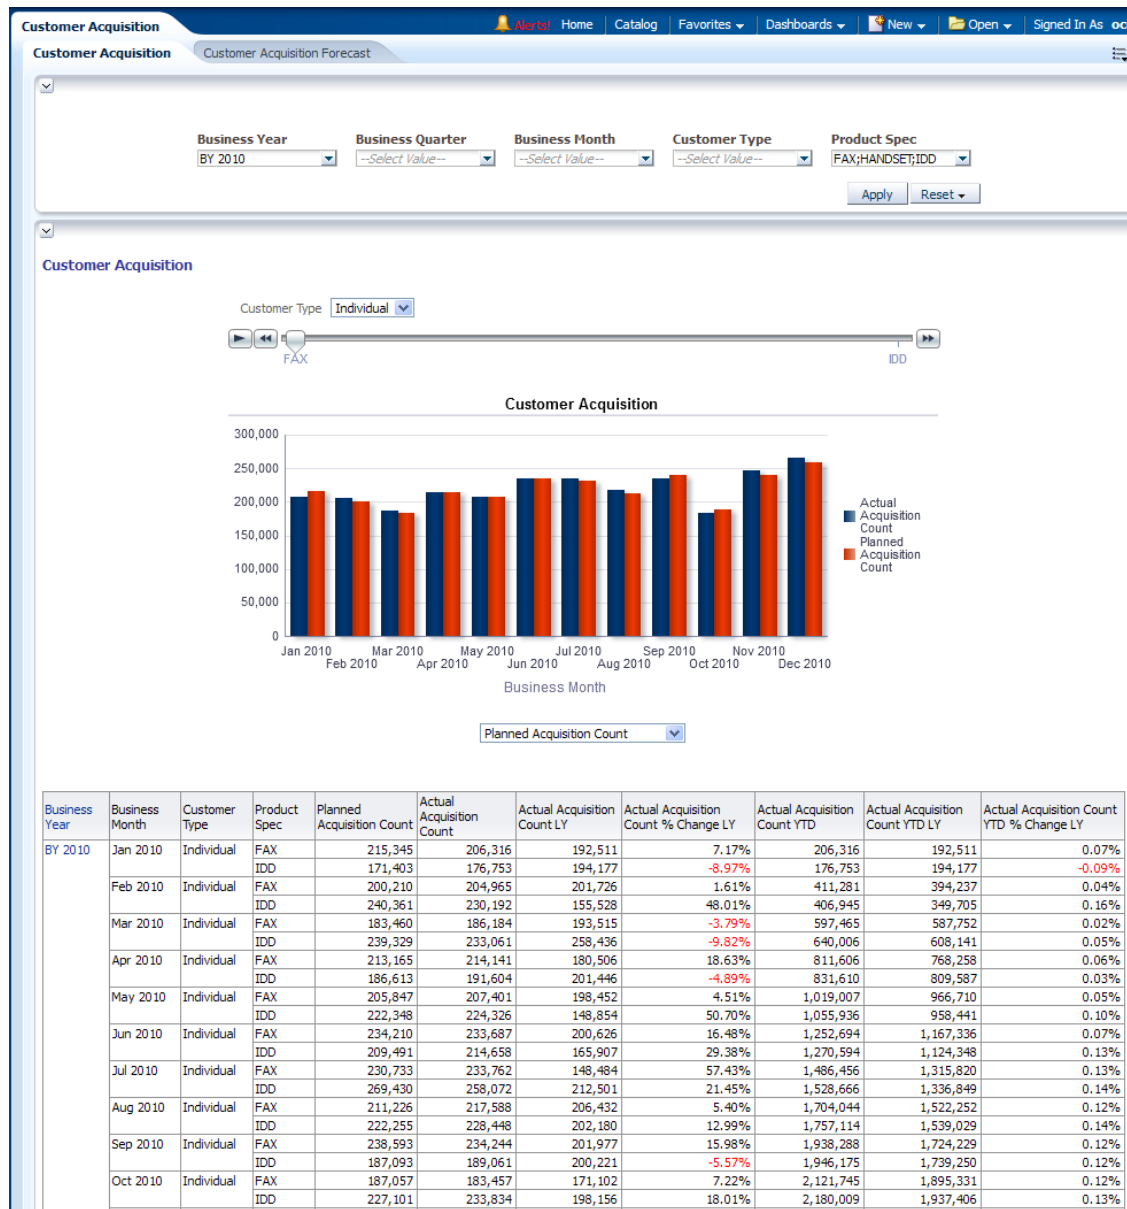 Customer Acquisition
Alerts! Home Catalog Favorites Dashboards New Open Signed In As oc
Customer Acquisition Customer Acquisition Forecast
Business Year Business Quarter Business Month Customer Type Product Spec
BY 2010 --Select Value-- --Select Value-- --Select Value-- FAX;HANDSET;IDD
Apply Reset
Customer Acquisition
Customer Type Individual
FAX IDD
Customer Acquisition
300,000
250,000
200,000
150,000
100,000
50,000
0
Actual
Acquisition
Count
Planned
Acquisition
Count
Jan 2010 Mar 2010 May 2010 Jul 2010 Sep 2010 Nov 2010
Feb 2010 Apr 2010 Jun 2010 Aug 2010 Oct 2010 Dec 2010
Business Month
Planned Acquisition Count
Business Year Business Month Customer Type Product Spec Planned Acquisition Count Actual Acquisition Count Actual Acquisition Count LY Actual Acquisition Count % Change LY Actual Acquisition Count YTD Actual Acquisition Count YTD LY Actual Acquisition Count YTD % Change LY
BY 2010 Jan 2010 Individual FAX 215,345 206,316 192,511 7.17% 206,316 192,511 0.07%
IDD 171,403 176,753 194,177 -8.97% 176,753 194,177 -0.09%
Feb 2010 Individual FAX 200,210 204,965 201,726 1.61% 411,281 394,237 0.04%
IDD 240,361 230,192 155,528 48.01% 406,945 349,705 0.16%
Mar 2010 Individual FAX 183,460 186,184 193,515 -3.79% 597,465 587,752 0.02%
IDD 239,329 233,061 258,436 -9.82% 640,006 608,141 0.05%
Apr 2010 Individual FAX 213,165 214,141 180,506 18.63% 811,606 768,258 0.06%
IDD 186,613 191,604 201,446 -4.89% 831,610 809,587 0.03%
May 2010 Individual FAX 205,847 207,401 198,452 4.51% 1,019,007 966,710 0.05%
IDD 222,348 224,326 148,854 50.70% 1,055,936 958,441 0.10%
Jun 2010 Individual FAX 234,210 233,687 200,626 16.48% 1,252,694 1,167,336 0.07%
IDD 209,491 214,658 165,907 29.38% 1,270,594 1,124,348 0.13%
Jul 2010 Individual FAX 230,733 233,762 148,484 57.43% 1,486,456 1,315,820 0.13%
IDD 269,430 258,072 212,501 21.45% 1,528,666 1,336,849 0.14%
Aug 2010 Individual FAX 211,226 217,588 206,432 5.40% 1,704,044 1,522,252 0.12%
IDD 222,255 228,448 202,180 12.99% 1,757,114 1,539,029 0.14%
Sep 2010 Individual FAX 238,593 234,244 201,977 15.98% 1,938,288 1,724,229 0.12%
IDD 187,093 189,061 200,221 -5.57% 1,946,175 1,739,250 0.12%
Oct 2010 Individual FAX 187,057 183,457 171,102 7.22% 2,121,745 1,895,331 0.12%
IDD 227,101 233,834 198,156 18.01% 2,180,009 1,937,406 0.13%